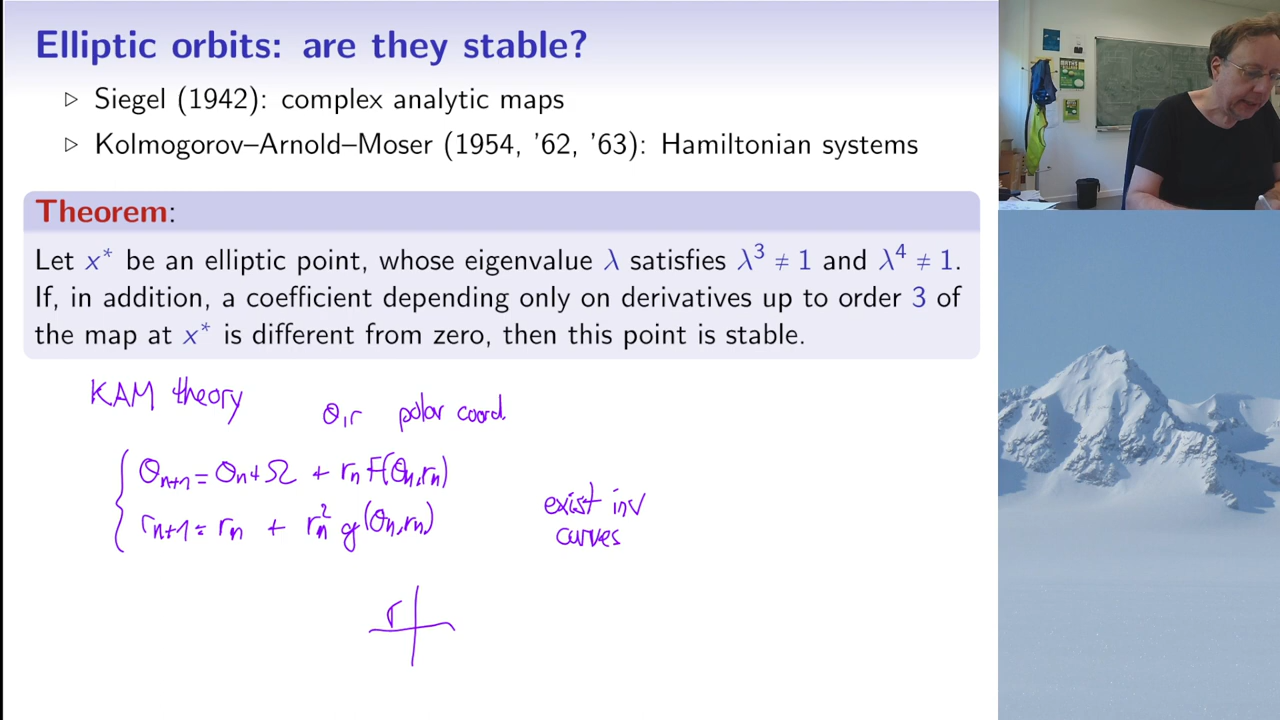 Elliptic orbits: are they stable?
▷ Siegel (1942): complex analytic maps
▷ Kolmogorov–Arnold–Moser (1954, '62, '63): Hamiltonian systems
Theorem:
Let x* be an elliptic point, whose eigenvalue λ satisfies λ³ ≠ 1 and λ⁴ ≠ 1.
If, in addition, a coefficient depending only on derivatives up to order 3 of
the map at x* is different from zero, then this point is stable.
KAM theory
θ, r polar coord.
θₙ₊₁ = θₙ + Ω + rₙ f(θₙ, rₙ)
rₙ₊₁ = rₙ + rₙ² g(θₙ, rₙ)
exist inv
curves